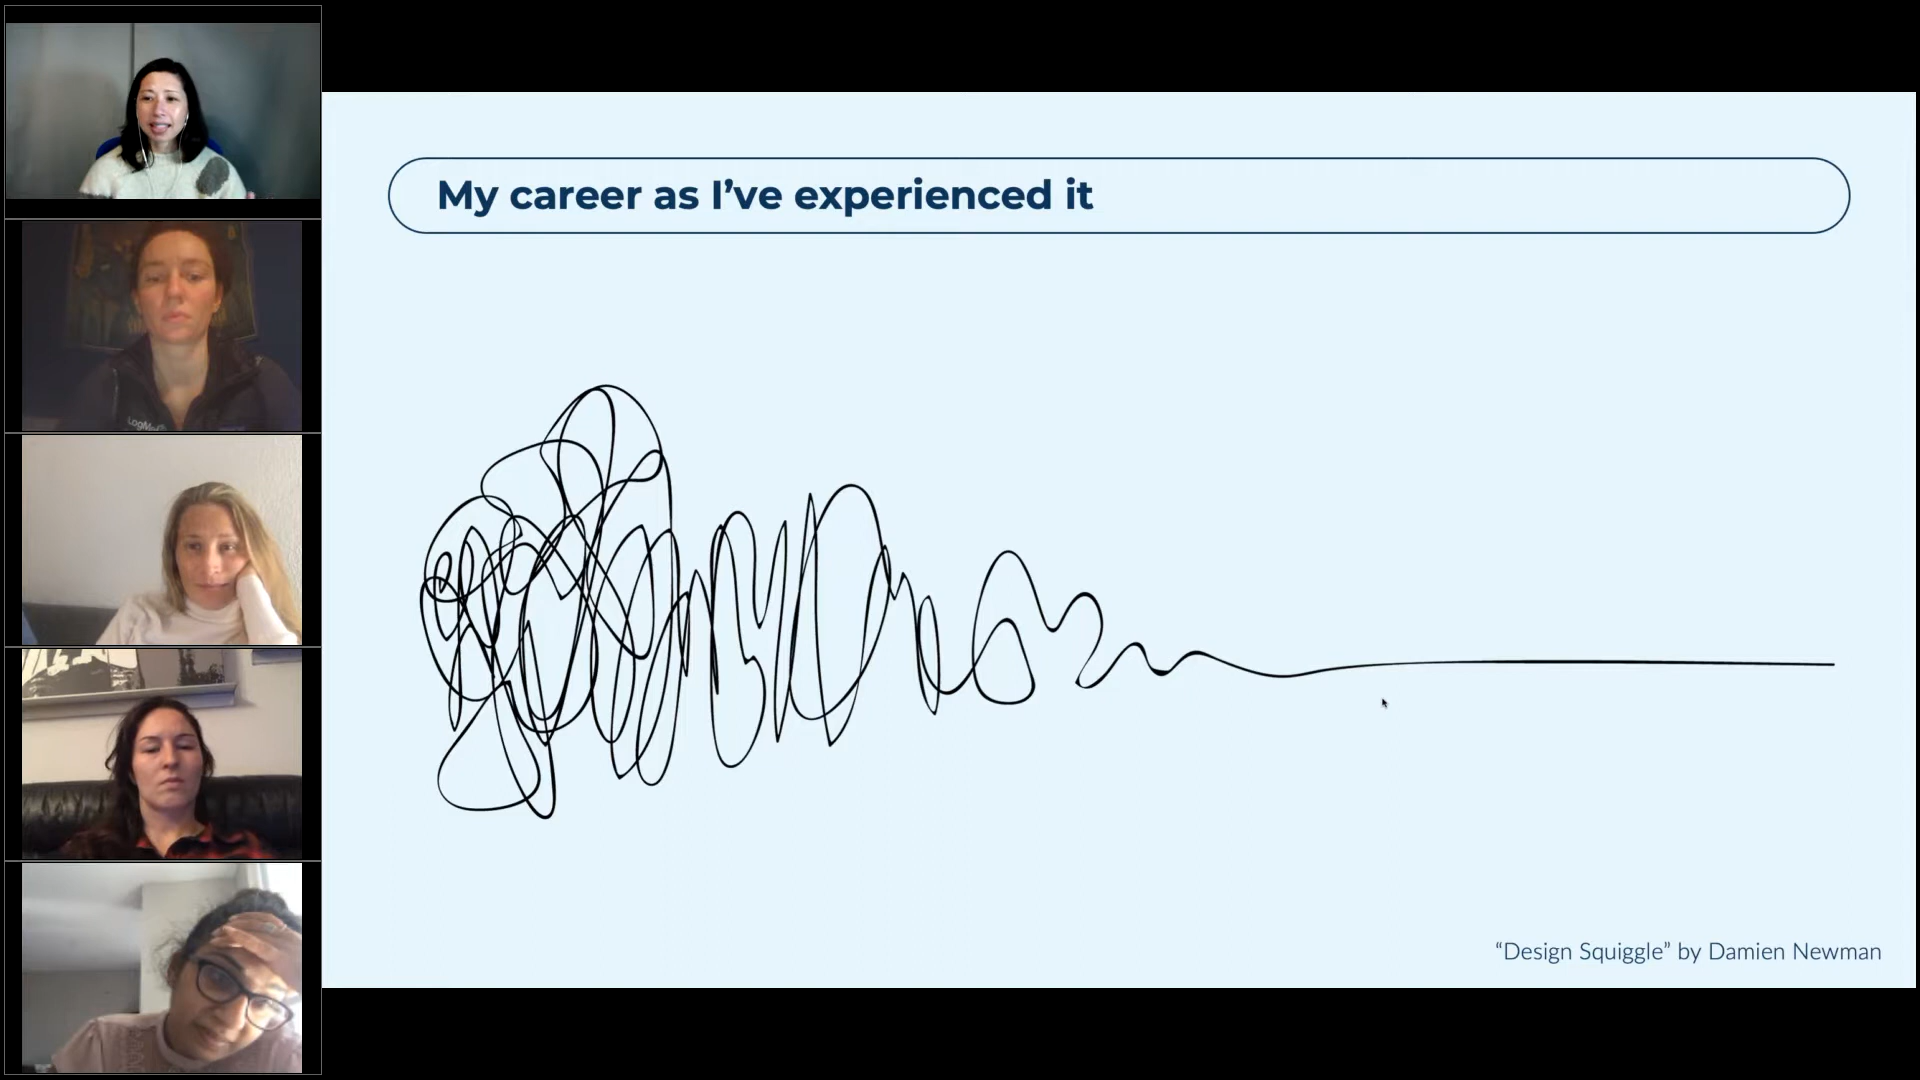 My career as I’ve experienced it
“Design Squiggle” by Damien Newman